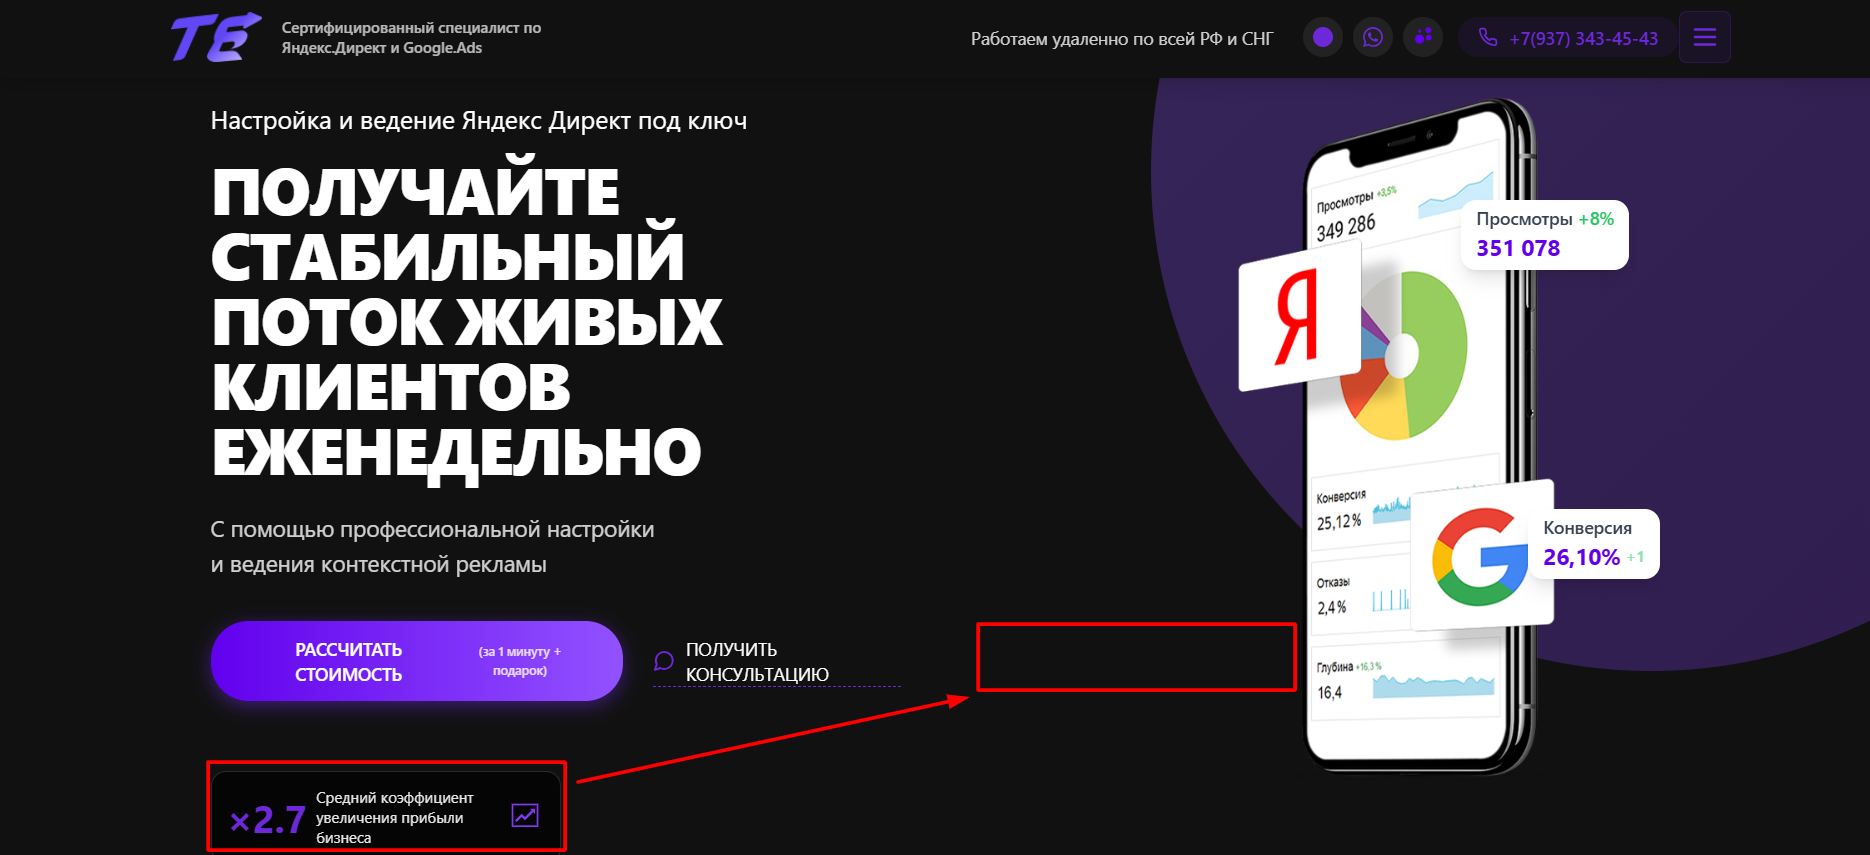 TE
Сертифицированный специалист по
Яндекс.Директ и Google.Ads
Работаем удаленно по всей РФ и СНГ
+7(937) 343-45-43
Настройка и ведение Яндекс Директ под ключ
ПОЛУЧАЙТЕ
СТАБИЛЬНЫЙ
ПОТОК ЖИВЫХ
КЛИЕНТОВ
ЕЖЕНЕДЕЛЬНО
С помощью профессиональной настройки
и ведения контекстной рекламы
РАССЧИТАТЬ
СТОИМОСТЬ
(за 1 минуту +
подарок)
ПОЛУЧИТЬ
КОНСУЛЬТАЦИЮ
×2.7
Средний коэффициент
увеличения прибыли
бизнеса
Просмотры +3,5%
349 286
Просмотры +8%
351 078
Я
Конверсия
25,12 %
G
Конверсия
26,10% +1
Отказы
2,4 %
Глубина +16,3 %
16,4